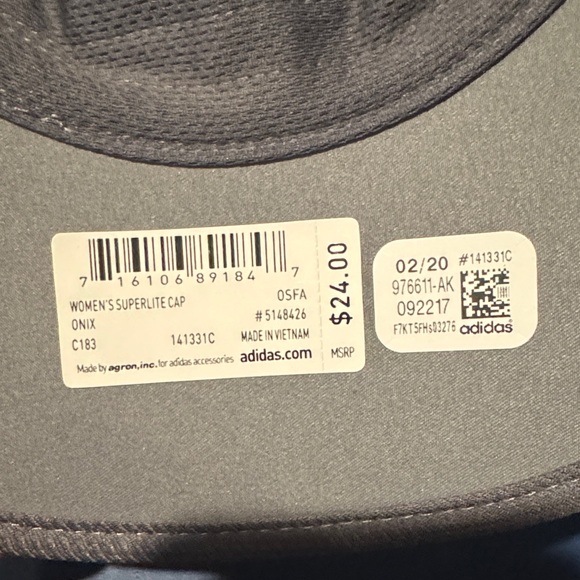 7 16106 89184 7
WOMEN'S SUPERLITE CAP OSFA
ONIX #5148426
C183 141331C MADE IN VIETNAM
Made by agron,inc. for adidas accessories. adidas.com
$24.00
MSRP
02/20 #141331C
976611-AK
092217
F7KT5FHs03276 adidas